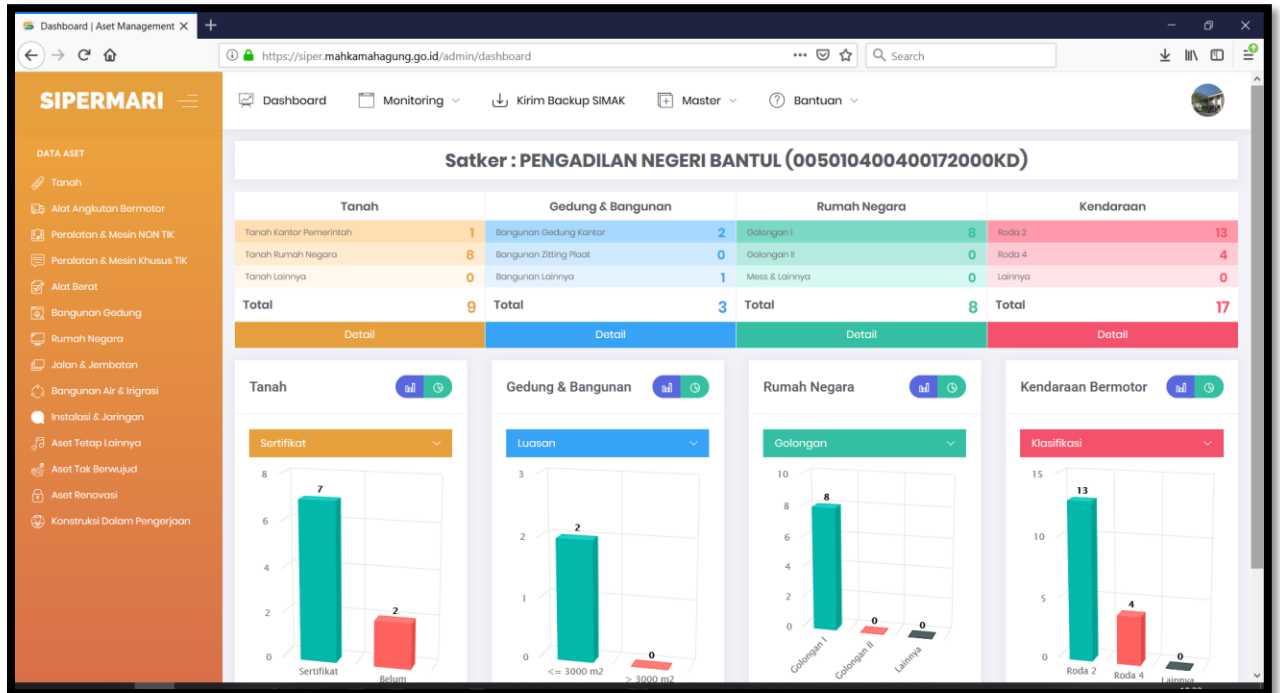 Dashboard | Aset Management
https://siper.mahkamahagung.go.id/admin/dashboard
Search
SIPERMARI
Dashboard
Monitoring
Kirim Backup SIMAK
Master
Bantuan
DATA ASET
Tanah
Alat Angkutan Bermotor
Peralatan & Mesin NON TIK
Peralatan & Mesin Khusus TIK
Alat Berat
Bangunan Gedung
Rumah Negara
Jalan & Jembatan
Bangunan Air & Irigrasi
Instalasi & Jaringan
Aset Tetap Lainnya
Aset Tak Berwujud
Aset Renovasi
Konstruksi Dalam Pengerjaan
Satker : PENGADILAN NEGERI BANTUL (005010400400172000KD)
Tanah
Tanah Kantor Pemerintah 1
Tanah Rumah Negara 8
Tanah Lainnya 0
Total 9
Detail
Gedung & Bangunan
Bangunan Gedung Kantor 2
Bangunan Zitting Plaat 0
Bangunan Lainnya 1
Total 3
Detail
Rumah Negara
Golongan I 8
Golongan II 0
Mess & Lainnya 0
Total 8
Detail
Kendaraan
Roda 2 13
Roda 4 4
Lainnya 0
Total 17
Detail
Tanah
Sertifikat
8
6
4
2
0
7
2
Sertifikat
Belum
Gedung & Bangunan
Luasan
3
2
1
0
2
0
<= 3000 m2
> 3000 m2
Rumah Negara
Golongan
10
8
6
4
2
0
8
0
0
Golongan I
Golongan II
Lainnya
Kendaraan Bermotor
Klasifikasi
15
10
5
0
13
4
0
Roda 2
Roda 4
Lainnya